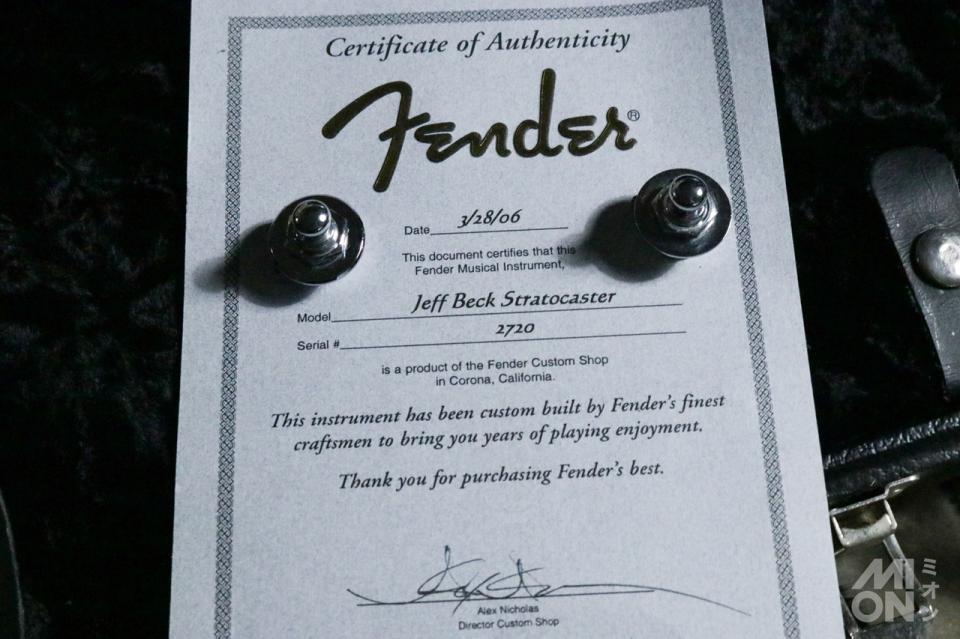 Certificate of Authenticity
Fender®
Date 3/28/06
This document certifies that this
Fender Musical Instrument,
Model Jeff Beck Stratocaster
Serial # 2720
is a product of the Fender Custom Shop
in Corona, California.
This instrument has been custom built by Fender's finest
craftsmen to bring you years of playing enjoyment.
Thank you for purchasing Fender's best.
Alex Nicholas
Director Custom Shop
MI
ON
ミオン